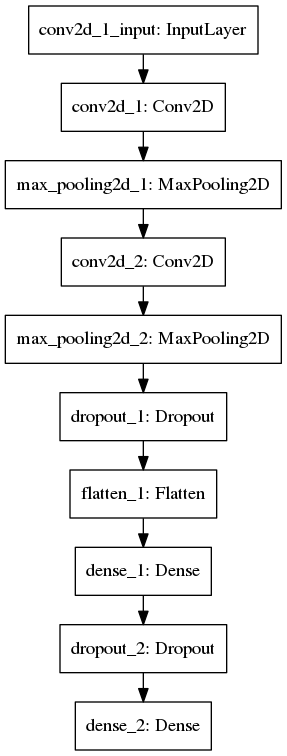 conv2d_1_input: InputLayer
conv2d_1: Conv2D
max_pooling2d_1: MaxPooling2D
conv2d_2: Conv2D
max_pooling2d_2: MaxPooling2D
dropout_1: Dropout
flatten_1: Flatten
dense_1: Dense
dropout_2: Dropout
dense_2: Dense